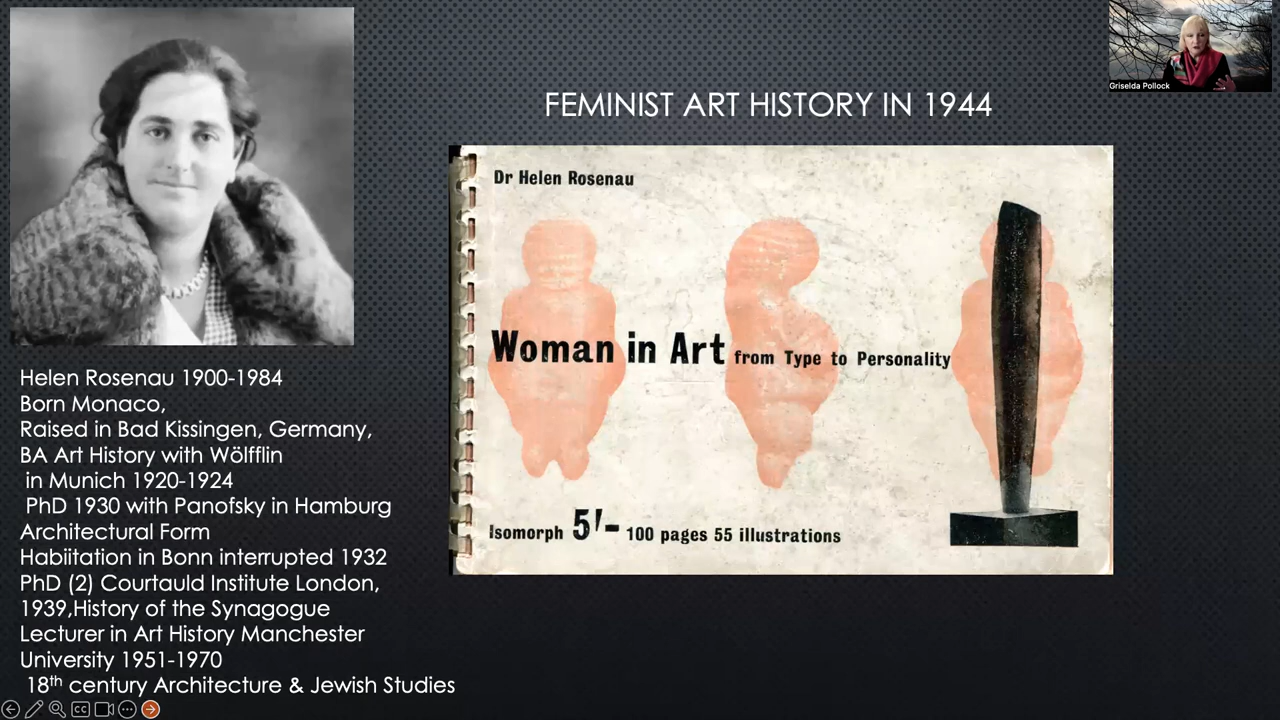 Griselda Pollock
FEMINIST ART HISTORY IN 1944
Dr Helen Rosenau
Woman in Art from Type to Personality
Isomorph 5/- 100 pages 55 illustrations
Helen Rosenau 1900-1984
Born Monaco,
Raised in Bad Kissingen, Germany,
BA Art History with Wölfflin
in Munich 1920-1924
PhD 1930 with Panofsky in Hamburg
Architectural Form
Habiitation in Bonn interrupted 1932
PhD (2) Courtauld Institute London,
1939,History of the Synagogue
Lecturer in Art History Manchester
University 1951-1970
18th century Architecture & Jewish Studies
CC